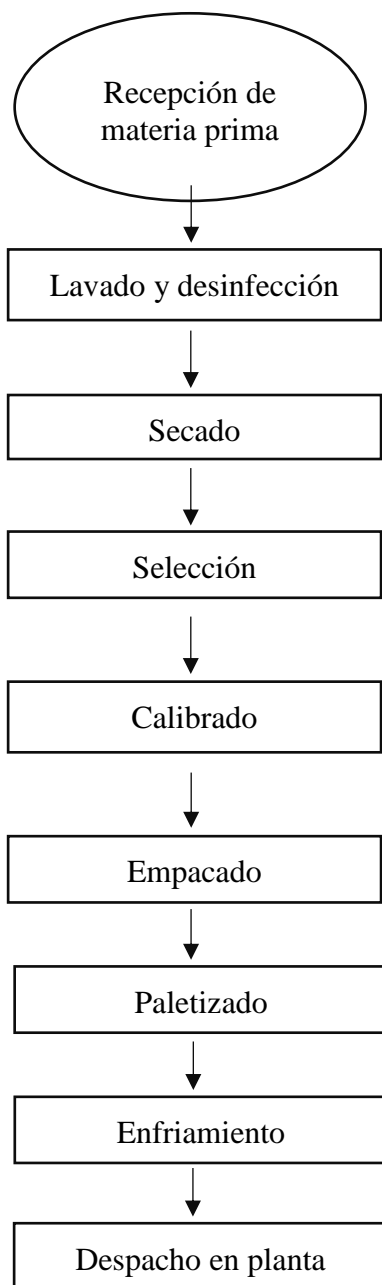 Recepción de
materia prima
Lavado y desinfección
Secado
Selección
Calibrado
Empacado
Paletizado
Enfriamiento
Despacho en planta